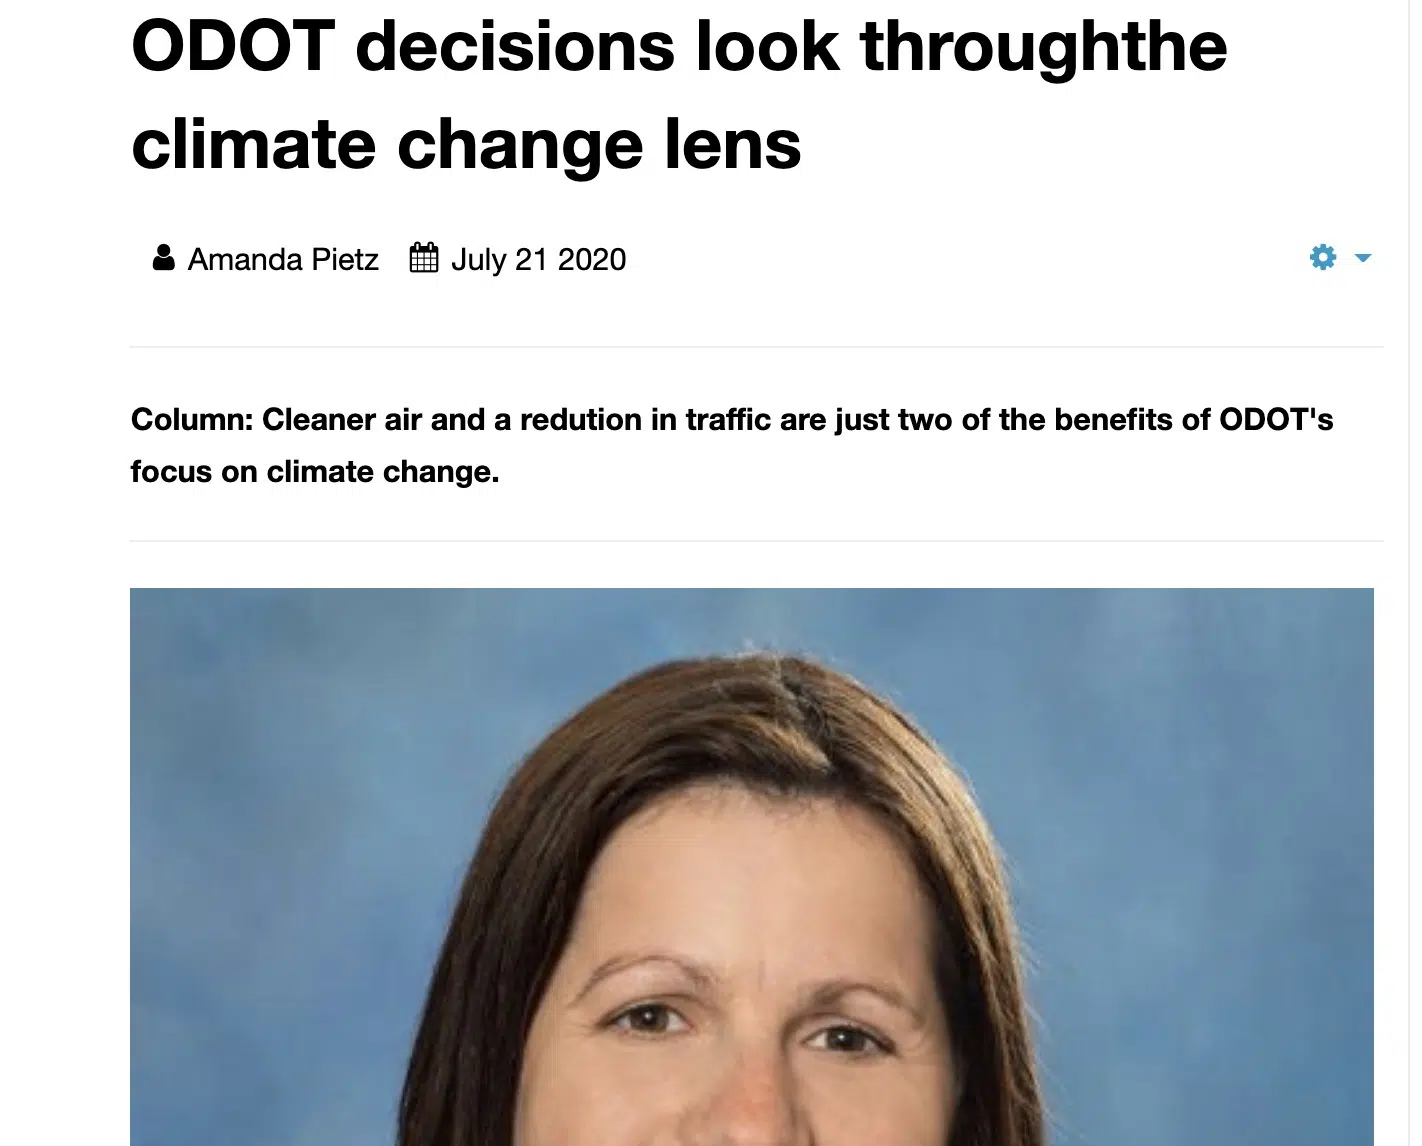 ODOT decisions look throughthe
climate change lens
Amanda Pietz July 21 2020
Column: Cleaner air and a redution in traffic are just two of the benefits of ODOT's
focus on climate change.